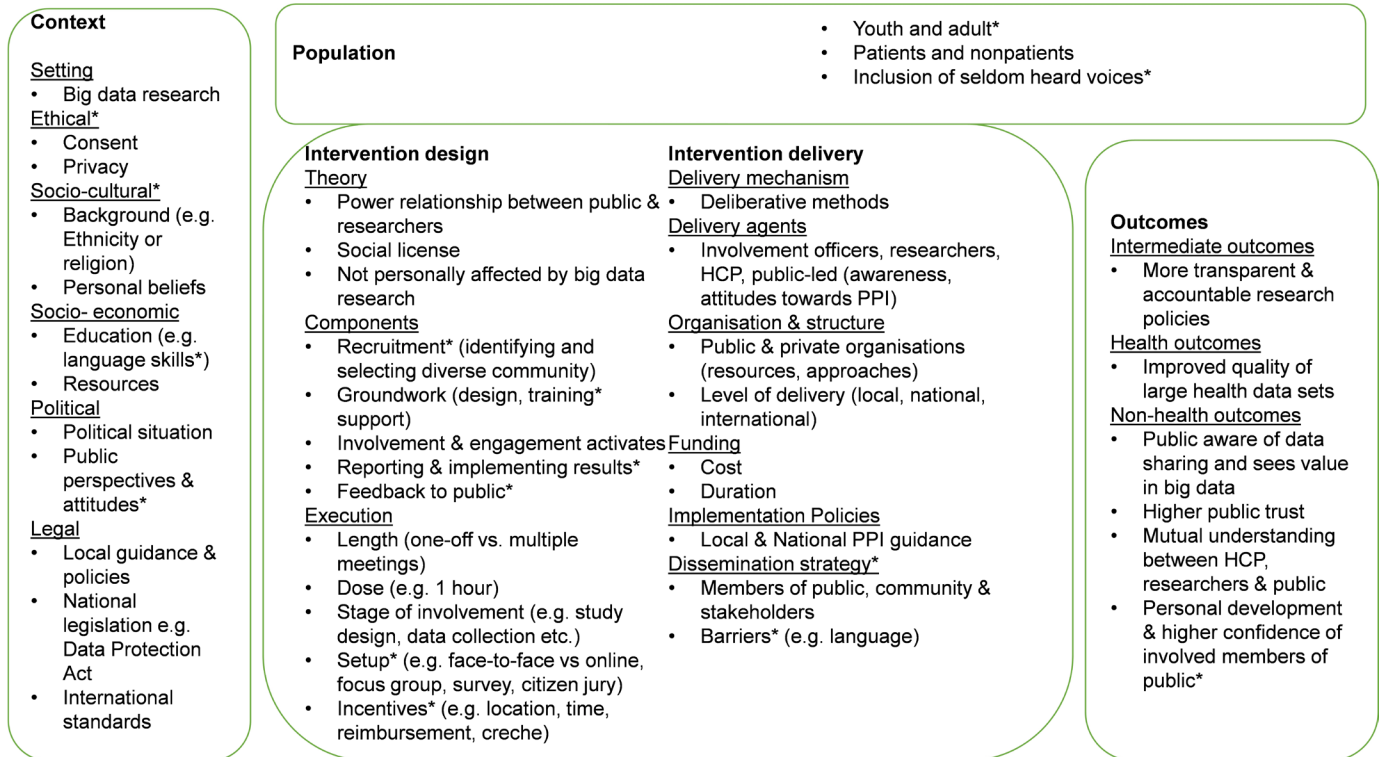 Context
Setting
• Big data research
Ethical*
• Consent
• Privacy
Socio-cultural*
• Background (e.g.
Ethnicity or
religion)
• Personal beliefs
Socio- economic
• Education (e.g.
language skills*)
• Resources
Political
• Political situation
• Public
perspectives &
attitudes*
Legal
• Local guidance &
policies
• National
legislation e.g.
Data Protection
Act
• International
standards
Population
• Youth and adult*
• Patients and nonpatients
• Inclusion of seldom heard voices*
Intervention design
Theory
• Power relationship between public &
researchers
• Social license
• Not personally affected by big data
research
Components
• Recruitment* (identifying and
selecting diverse community)
• Groundwork (design, training*
support)
• Involvement & engagement activates
• Reporting & implementing results*
• Feedback to public*
Execution
• Length (one-off vs. multiple
meetings)
• Dose (e.g. 1 hour)
• Stage of involvement (e.g. study
design, data collection etc.)
• Setup* (e.g. face-to-face vs online,
focus group, survey, citizen jury)
• Incentives* (e.g. location, time,
reimbursement, creche)
Intervention delivery
Delivery mechanism
• Deliberative methods
Delivery agents
• Involvement officers, researchers,
HCP, public-led (awareness,
attitudes towards PPI)
Organisation & structure
• Public & private organisations
(resources, approaches)
• Level of delivery (local, national,
international)
Funding
• Cost
• Duration
Implementation Policies
• Local & National PPI guidance
Dissemination strategy*
• Members of public, community &
stakeholders
• Barriers* (e.g. language)
Outcomes
Intermediate outcomes
• More transparent &
accountable research
policies
Health outcomes
• Improved quality of
large health data sets
Non-health outcomes
• Public aware of data
sharing and sees value
in big data
• Higher public trust
• Mutual understanding
between HCP,
researchers & public
• Personal development
& higher confidence of
involved members of
public*